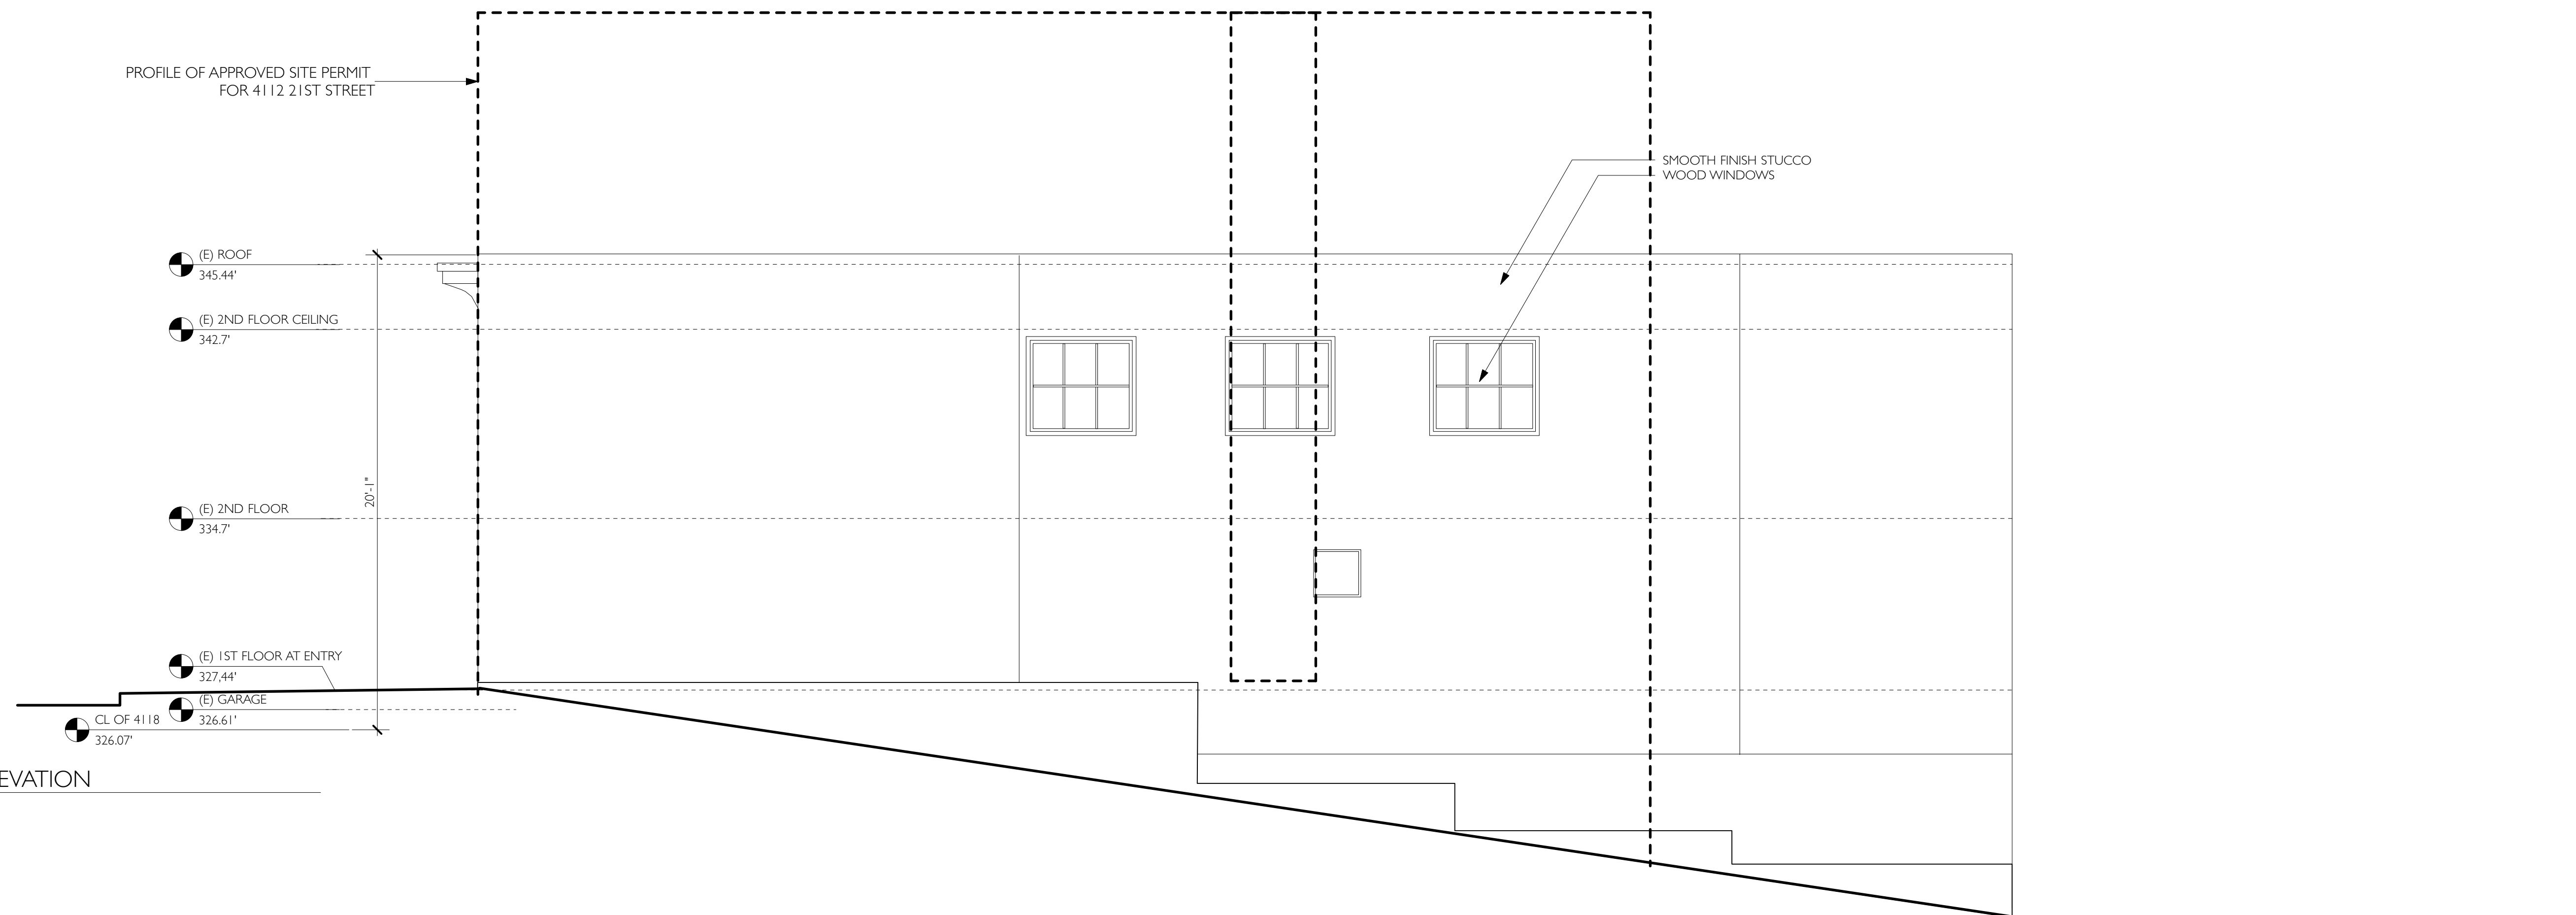 PROFILE OF APPROVED SITE PERMIT
FOR 4112 21ST STREET
SMOOTH FINISH STUCCO
WOOD WINDOWS
(E) ROOF
345.44'
(E) 2ND FLOOR CEILING
342.7'
20'-1"
(E) 2ND FLOOR
334.7'
(E) 1ST FLOOR AT ENTRY
327,44'
(E) GARAGE
326.61'
CL OF 4118
326.07'
EVATION